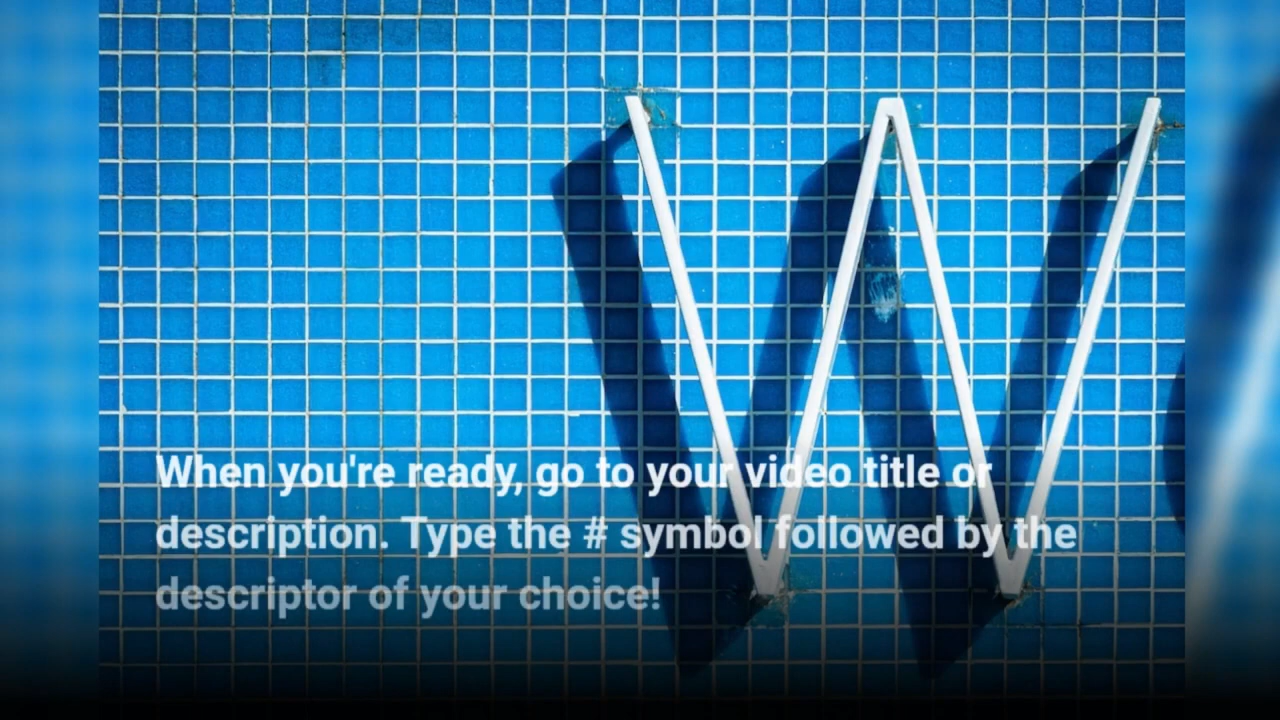 W
When you're ready, go to your video title or
description. Type the # symbol followed by the
descriptor of your choice!